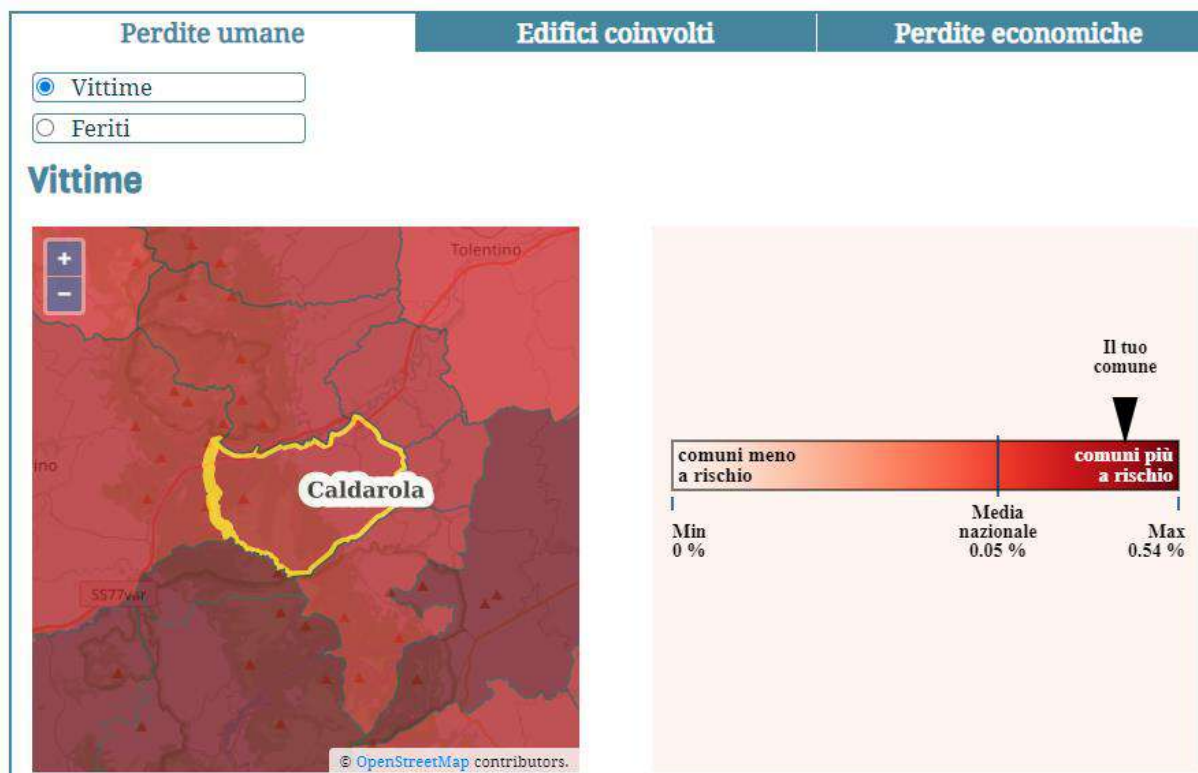 Perdite umane
Edifici coinvolti
Perdite economiche
Vittime
Feriti
Vittime
+
−
Tolentino
ino
Caldarola
SS77var
© OpenStreetMap contributors.
Il tuo
comune
comuni meno
a rischio
comuni più
a rischio
Min
0 %
Media
nazionale
0.05 %
Max
0.54 %